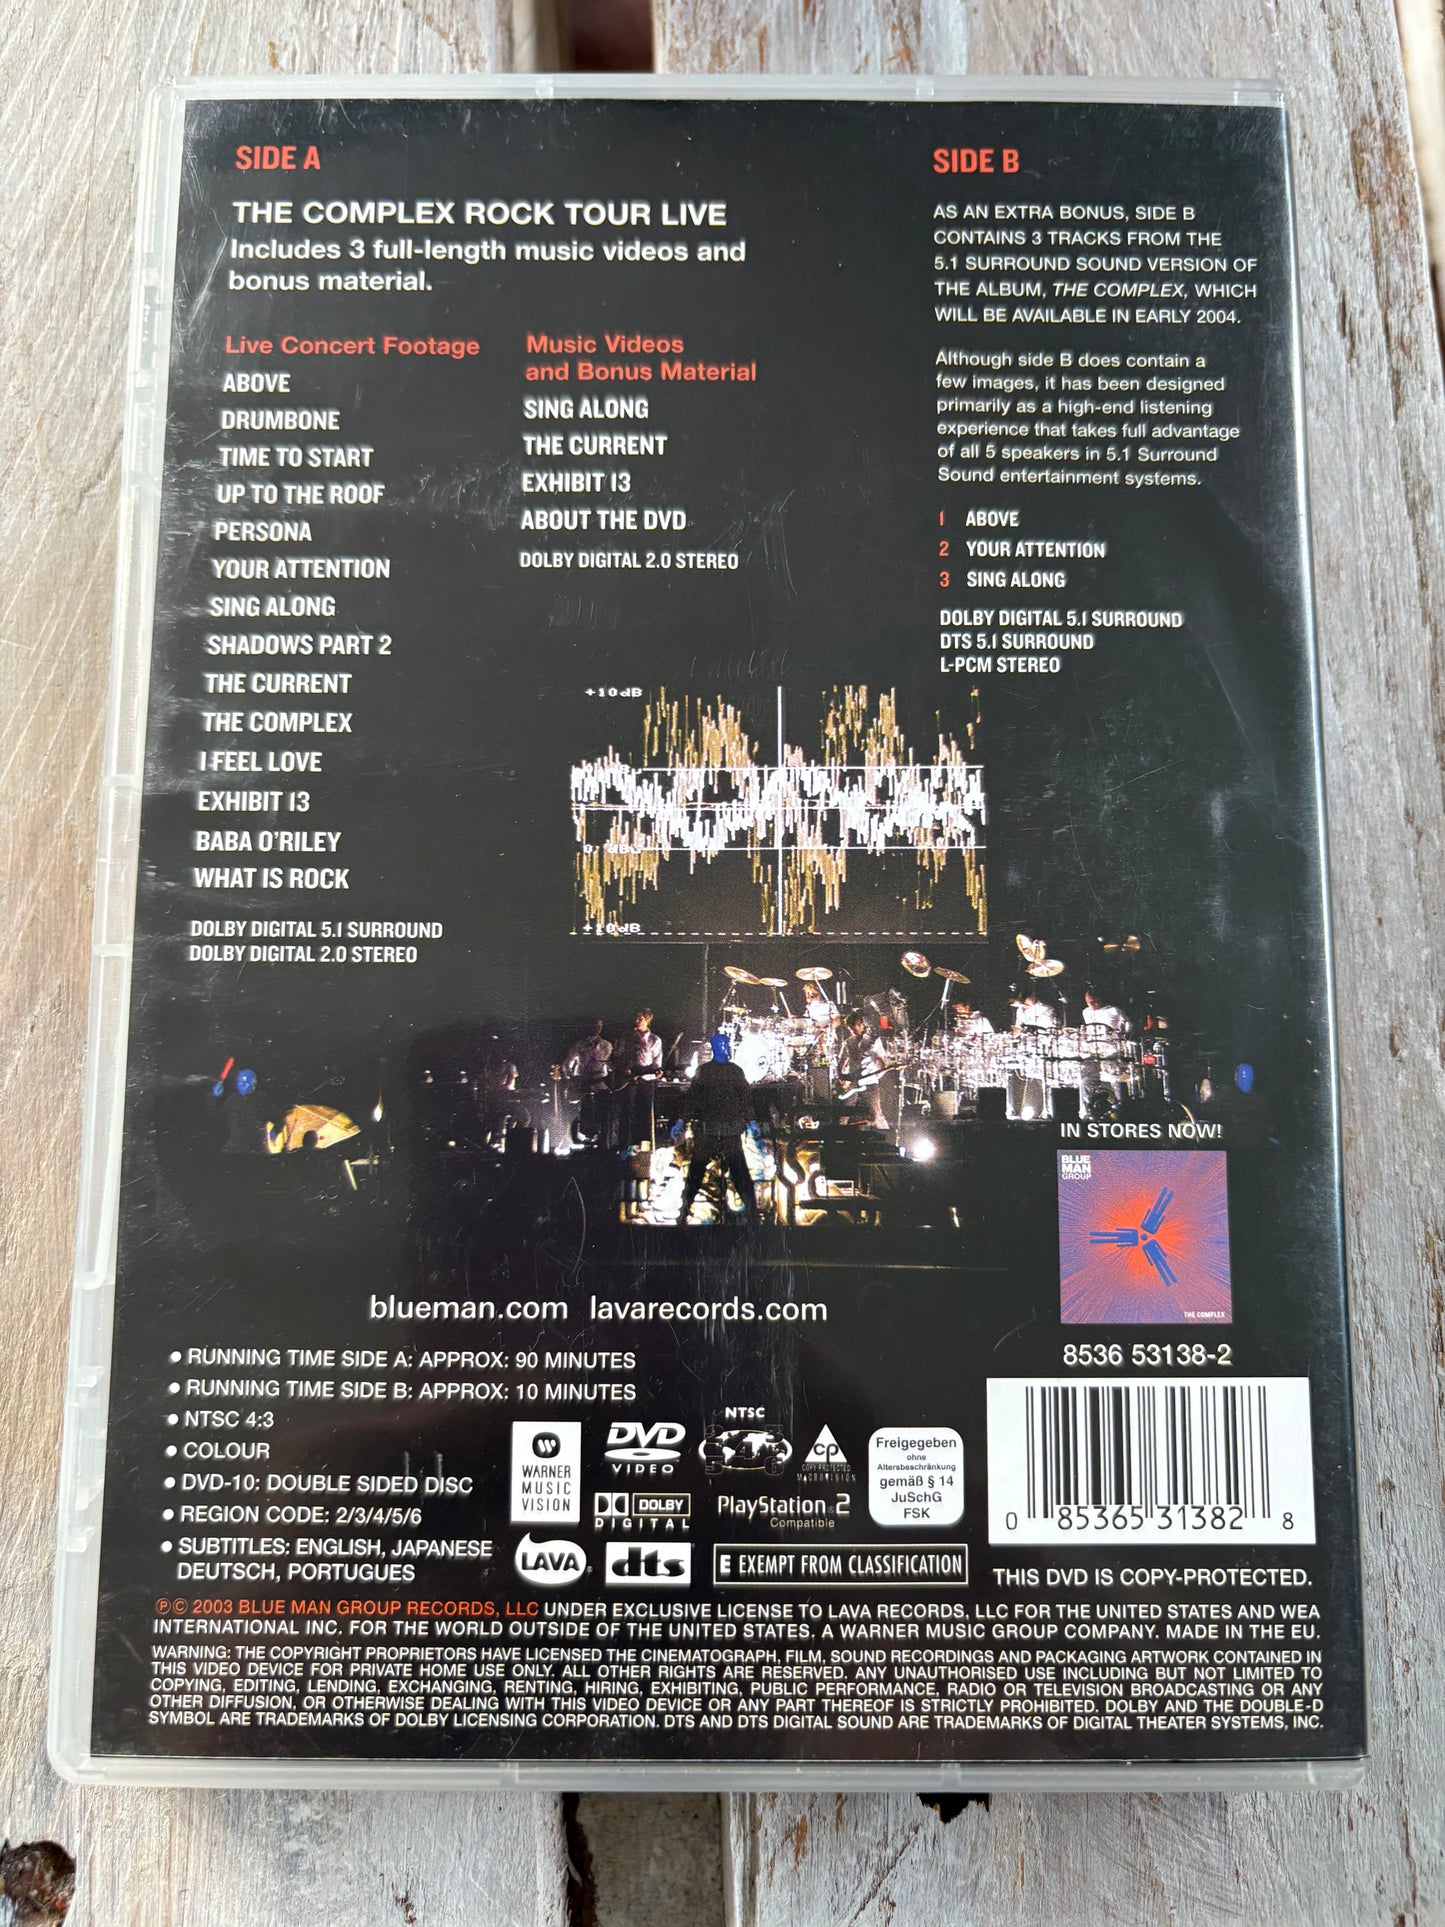 SIDE A
THE COMPLEX ROCK TOUR LIVE
Includes 3 full-length music videos and
bonus material.
Live Concert Footage
ABOVE
DRUMBONE
TIME TO START
UP TO THE ROOF
PERSONA
YOUR ATTENTION
SING ALONG
SHADOWS PART 2
THE CURRENT
THE COMPLEX
I FEEL LOVE
EXHIBIT 13
BABA O'RILEY
WHAT IS ROCK
DOLBY DIGITAL 5.1 SURROUND
DOLBY DIGITAL 2.0 STEREO
Music Videos
and Bonus Material
SING ALONG
THE CURRENT
EXHIBIT 13
ABOUT THE DVD
DOLBY DIGITAL 2.0 STEREO
SIDE B
AS AN EXTRA BONUS, SIDE B
CONTAINS 3 TRACKS FROM THE
5.1 SURROUND SOUND VERSION OF
THE ALBUM, THE COMPLEX, WHICH
WILL BE AVAILABLE IN EARLY 2004.
Although side B does contain a
few images, it has been designed
primarily as a high-end listening
experience that takes full advantage
of all 5 speakers in 5.1 Surround
Sound entertainment systems.
1 ABOVE
2 YOUR ATTENTION
3 SING ALONG
DOLBY DIGITAL 5.1 SURROUND
DTS 5.1 SURROUND
L-PCM STEREO
+10dB
+10dB
IN STORES NOW!
BLUE
MAN
GROUP
THE COMPLEX
blueman.com lavarecords.com
8536 53138-2
• RUNNING TIME SIDE A: APPROX: 90 MINUTES
• RUNNING TIME SIDE B: APPROX: 10 MINUTES
• NTSC 4:3
• COLOUR
• DVD-10: DOUBLE SIDED DISC
• REGION CODE: 2/3/4/5/6
• SUBTITLES: ENGLISH, JAPANESE
DEUTSCH, PORTUGUES
WARNER
MUSIC
VISION
DVD
VIDEO
NTSC
2 3
5 4 6
CP
COPY PROTECTED
MACROVISION
Freigegeben
ohne
Altersbeschränkung
gemäß § 14
JuSchG
FSK
DOLBY
DIGITAL
PlayStation®2
Compatible
LAVA®
dts
E EXEMPT FROM CLASSIFICATION
0 85365 31382 8
THIS DVD IS COPY-PROTECTED.
℗© 2003 BLUE MAN GROUP RECORDS, LLC UNDER EXCLUSIVE LICENSE TO LAVA RECORDS, LLC FOR THE UNITED STATES AND WEA
INTERNATIONAL INC. FOR THE WORLD OUTSIDE OF THE UNITED STATES. A WARNER MUSIC GROUP COMPANY. MADE IN THE EU.
WARNING: THE COPYRIGHT PROPRIETORS HAVE LICENSED THE CINEMATOGRAPH, FILM, SOUND RECORDINGS AND PACKAGING ARTWORK CONTAINED IN
THIS VIDEO DEVICE FOR PRIVATE HOME USE ONLY. ALL OTHER RIGHTS ARE RESERVED. ANY UNAUTHORISED USE INCLUDING BUT NOT LIMITED TO
COPYING, EDITING, LENDING, EXCHANGING, RENTING, HIRING, EXHIBITING, PUBLIC PERFORMANCE, RADIO OR TELEVISION BROADCASTING OR ANY
OTHER DIFFUSION, OR OTHERWISE DEALING WITH THIS VIDEO DEVICE OR ANY PART THEREOF IS STRICTLY PROHIBITED. DOLBY AND THE DOUBLE-D
SYMBOL ARE TRADEMARKS OF DOLBY LICENSING CORPORATION. DTS AND DTS DIGITAL SOUND ARE TRADEMARKS OF DIGITAL THEATER SYSTEMS, INC.